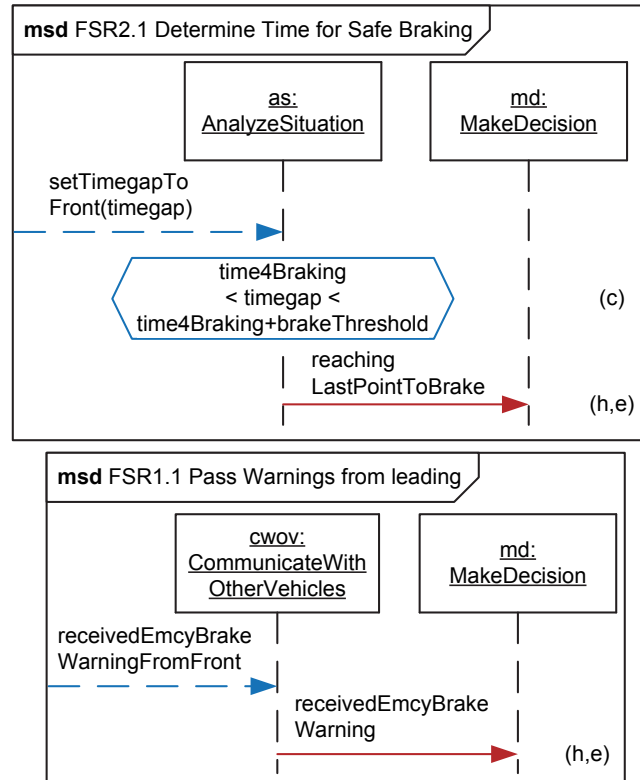 msd FSR2.1 Determine Time for Safe Braking
as:
AnalyzeSituation
md:
MakeDecision
setTimegapTo
Front(timegap)
time4Braking
< timegap <
time4Braking+brakeThreshold
(c)
reaching
LastPointToBrake
(h,e)
msd FSR1.1 Pass Warnings from leading
cwov:
CommunicateWith
OtherVehicles
md:
MakeDecision
receivedEmcyBrake
WarningFromFront
receivedEmcyBrake
Warning
(h,e)